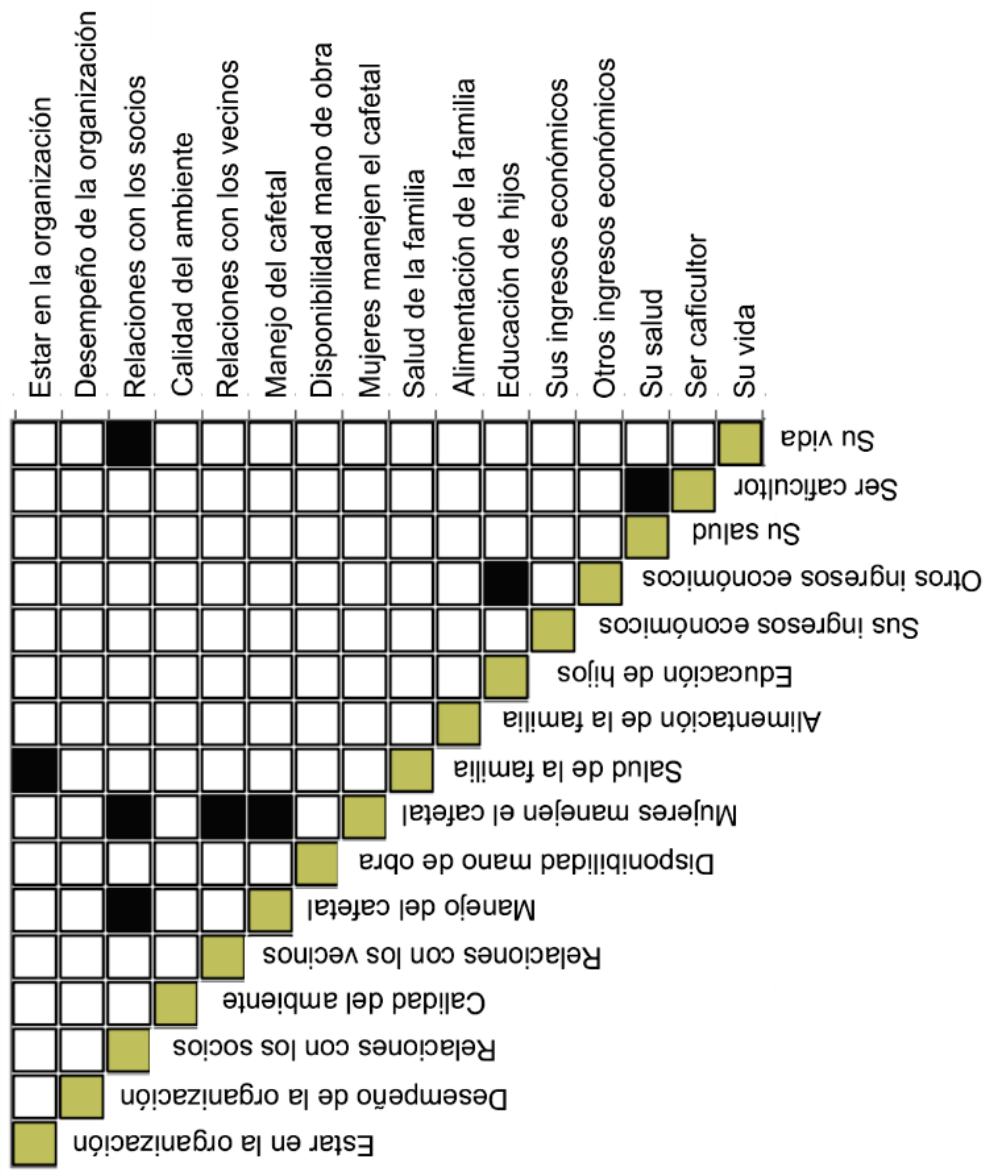 Estar en la organización
Desempeño de la organización
Relaciones con los socios
Calidad del ambiente
Relaciones con los vecinos
Manejo del cafetal
Disponibilidad mano de obra
Mujeres manejen el cafetal
Salud de la familia
Alimentación de la familia
Educación de hijos
Sus ingresos económicos
Otros ingresos económicos
Su salud
Ser caficultor
Su vida
Su vida
Ser caficultor
Su salud
Otros ingresos económicos
Sus ingresos económicos
Educación de hijos
Alimentación de la familia
Salud de la familia
Mujeres manejen el cafetal
Disponibilidad mano de obra
Manejo del cafetal
Relaciones con los vecinos
Calidad del ambiente
Relaciones con los socios
Desempeño de la organización
Estar en la organización